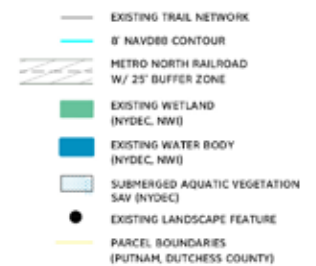 EXISTING TRAIL NETWORK
8' NAVD88 CONTOUR
METRO NORTH RAILROAD
W/ 25' BUFFER ZONE
EXISTING WETLAND
(NYDEC, NWI)
EXISTING WATER BODY
(NYDEC, NWI)
SUBMERGED AQUATIC VEGETATION
SAV (NYDEC)
EXISTING LANDSCAPE FEATURE
PARCEL BOUNDARIES
(PUTNAM, DUTCHESS COUNTY)